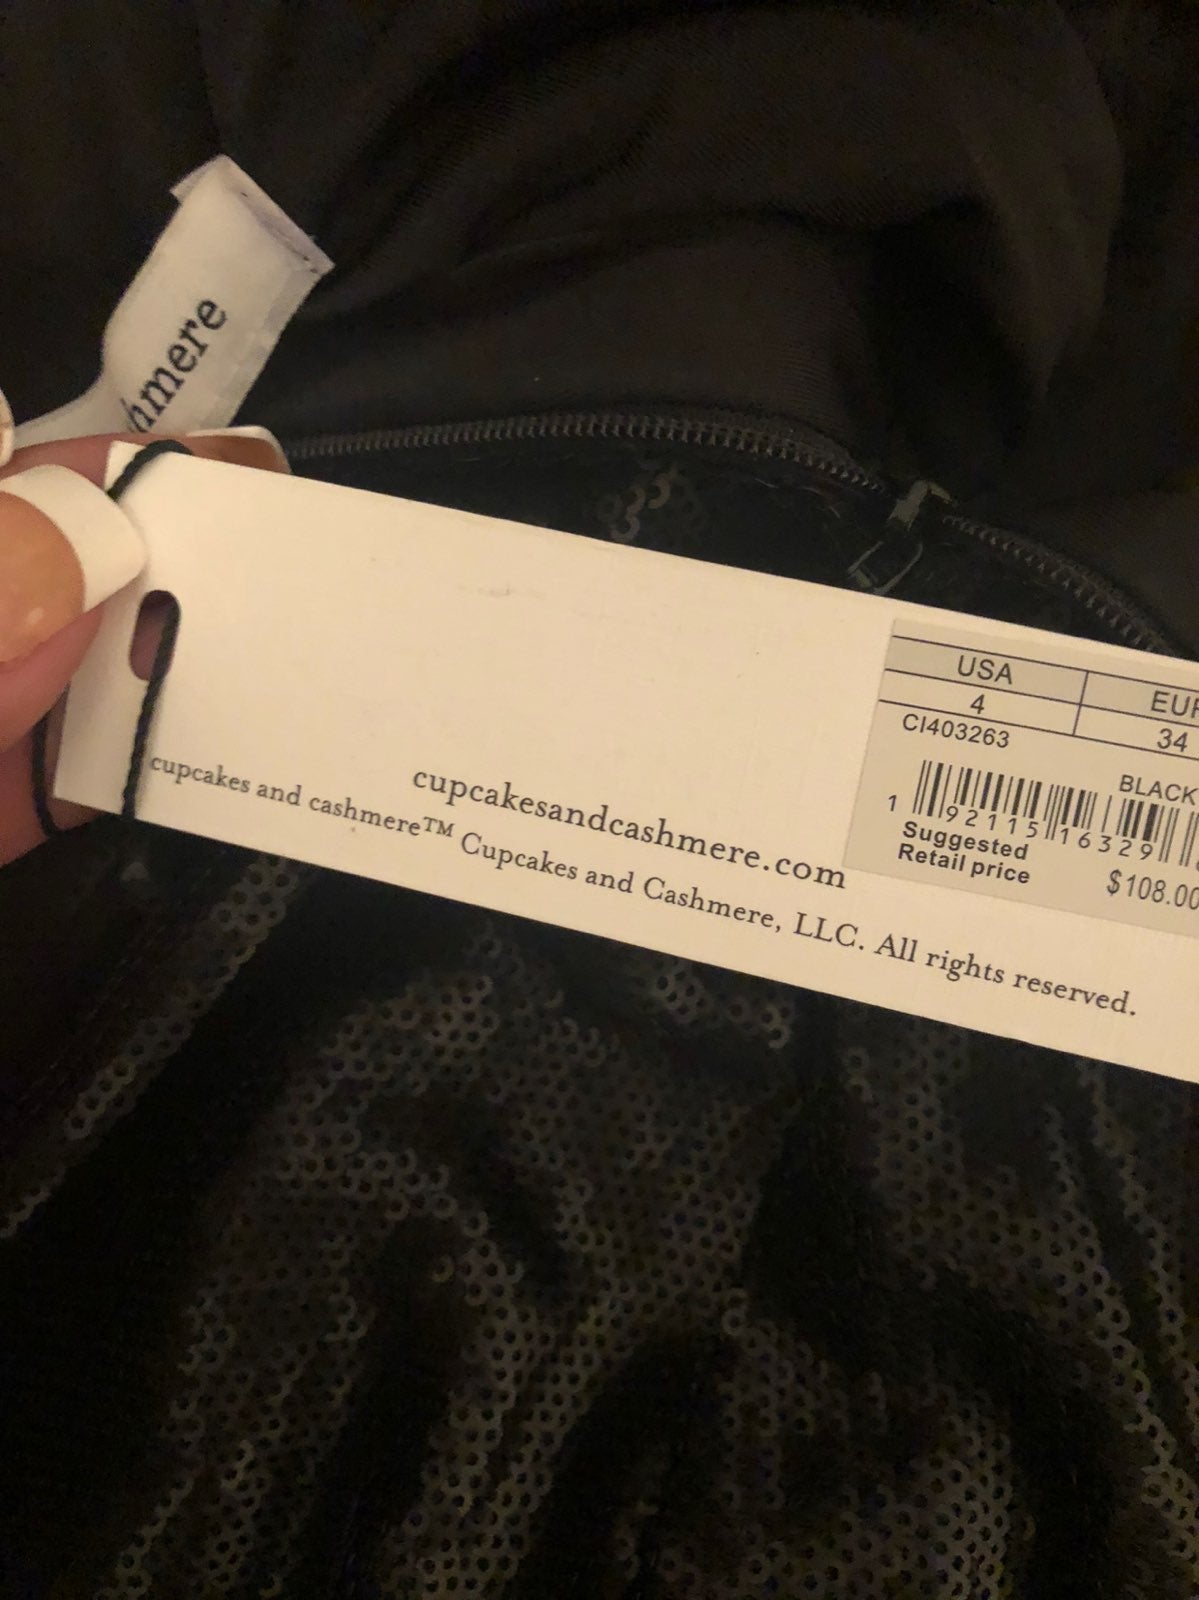 hmere
USA EUR
4 34
CI403263
BLACK
1 92115 16329
Suggested
Retail price $108.00
cupcakesandcashmere.com
cupcakes and cashmere™ Cupcakes and Cashmere, LLC. All rights reserved.